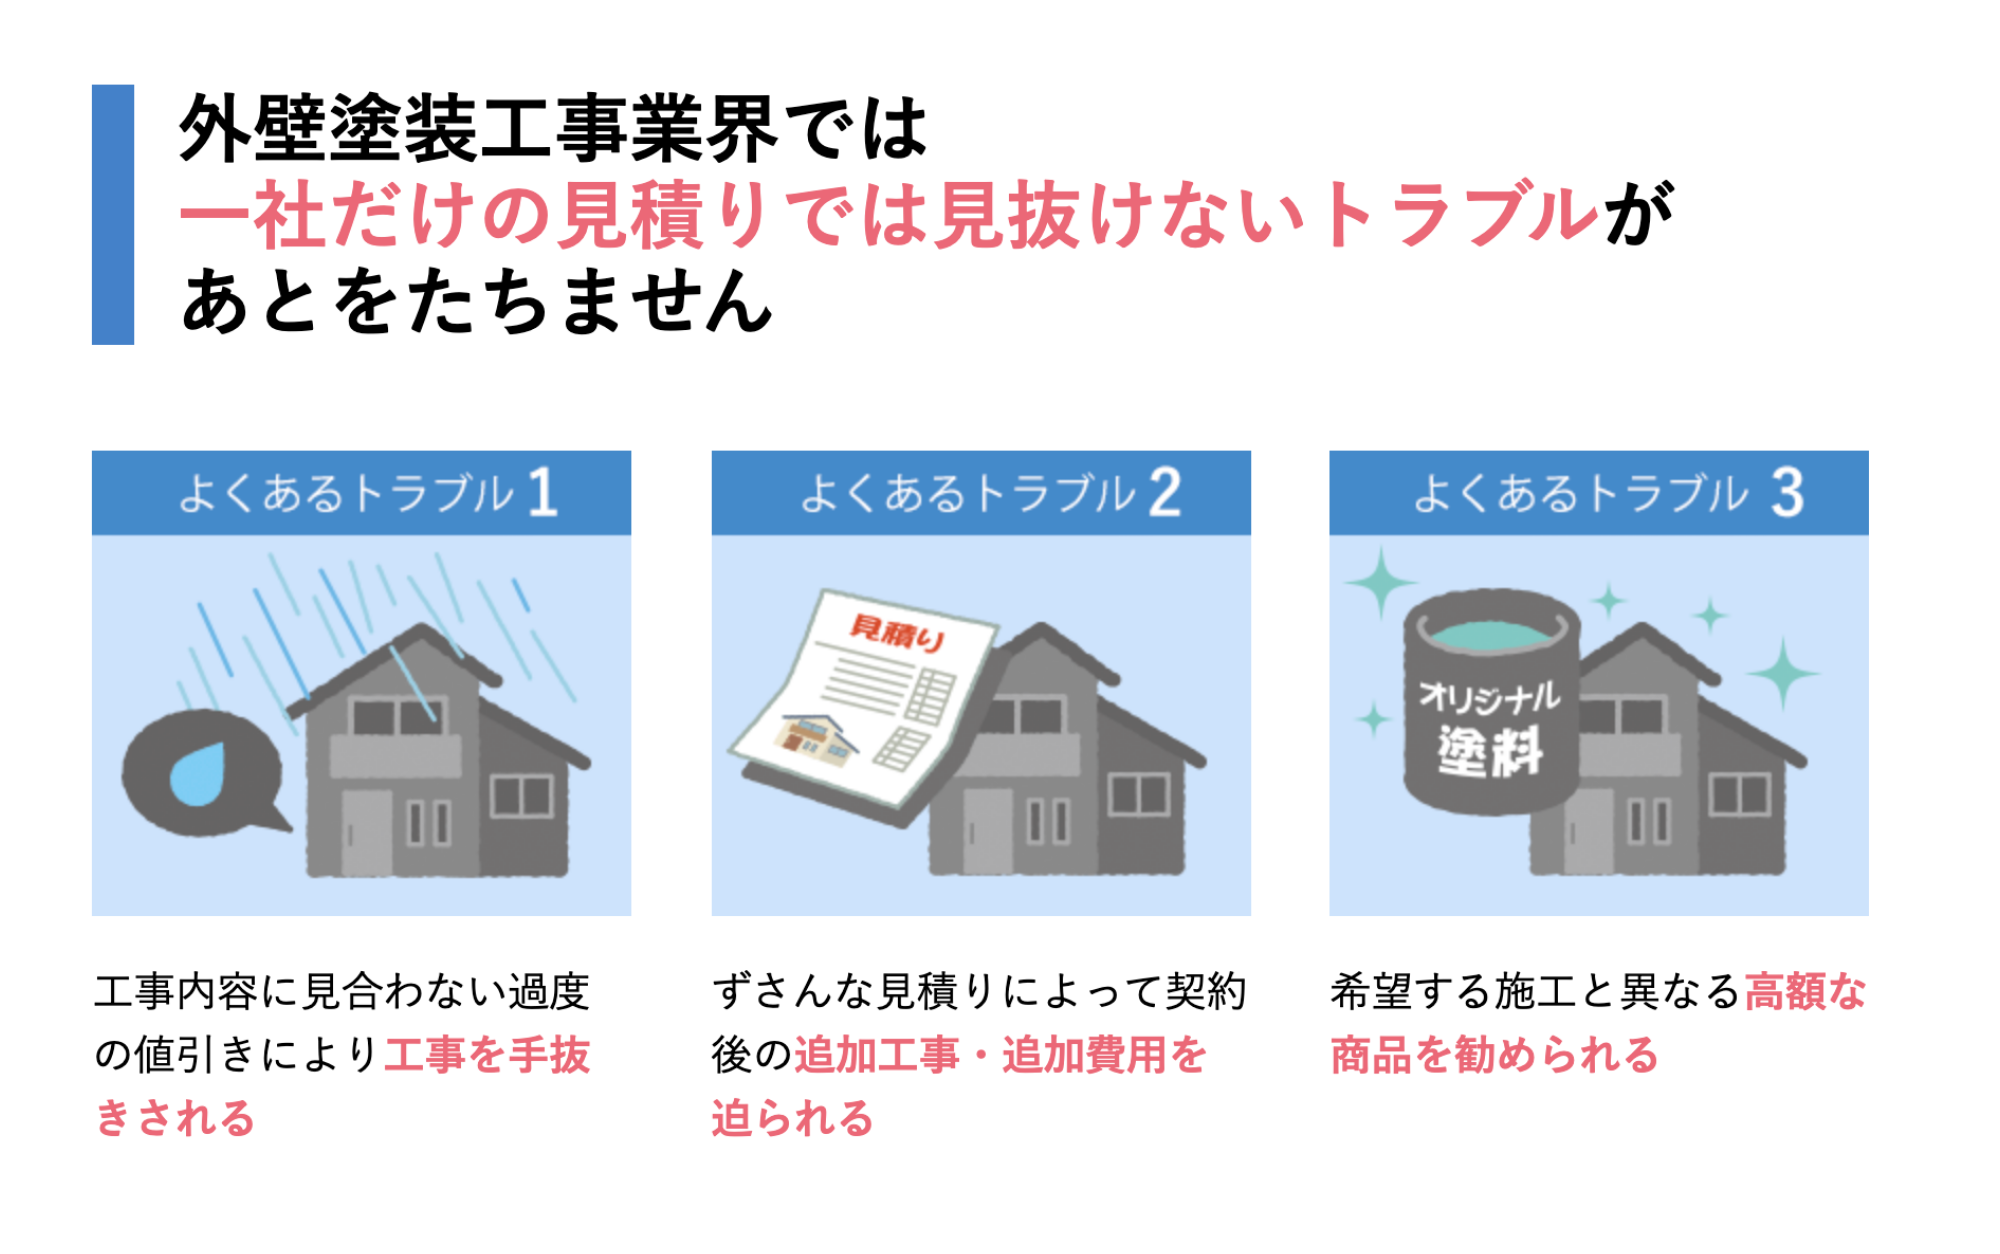 外壁塗装工事業界では
一社だけの見積りでは見抜けないトラブルが
あとをたちません
よくあるトラブル 1
見積り
オリジナル
塗料
よくあるトラブル 2
よくあるトラブル 3
工事内容に見合わない過度
の値引きにより工事を手抜
きされる
ずさんな見積りによって契約
後の追加工事・追加費用を
迫られる
希望する施工と異なる高額な
商品を勧められる